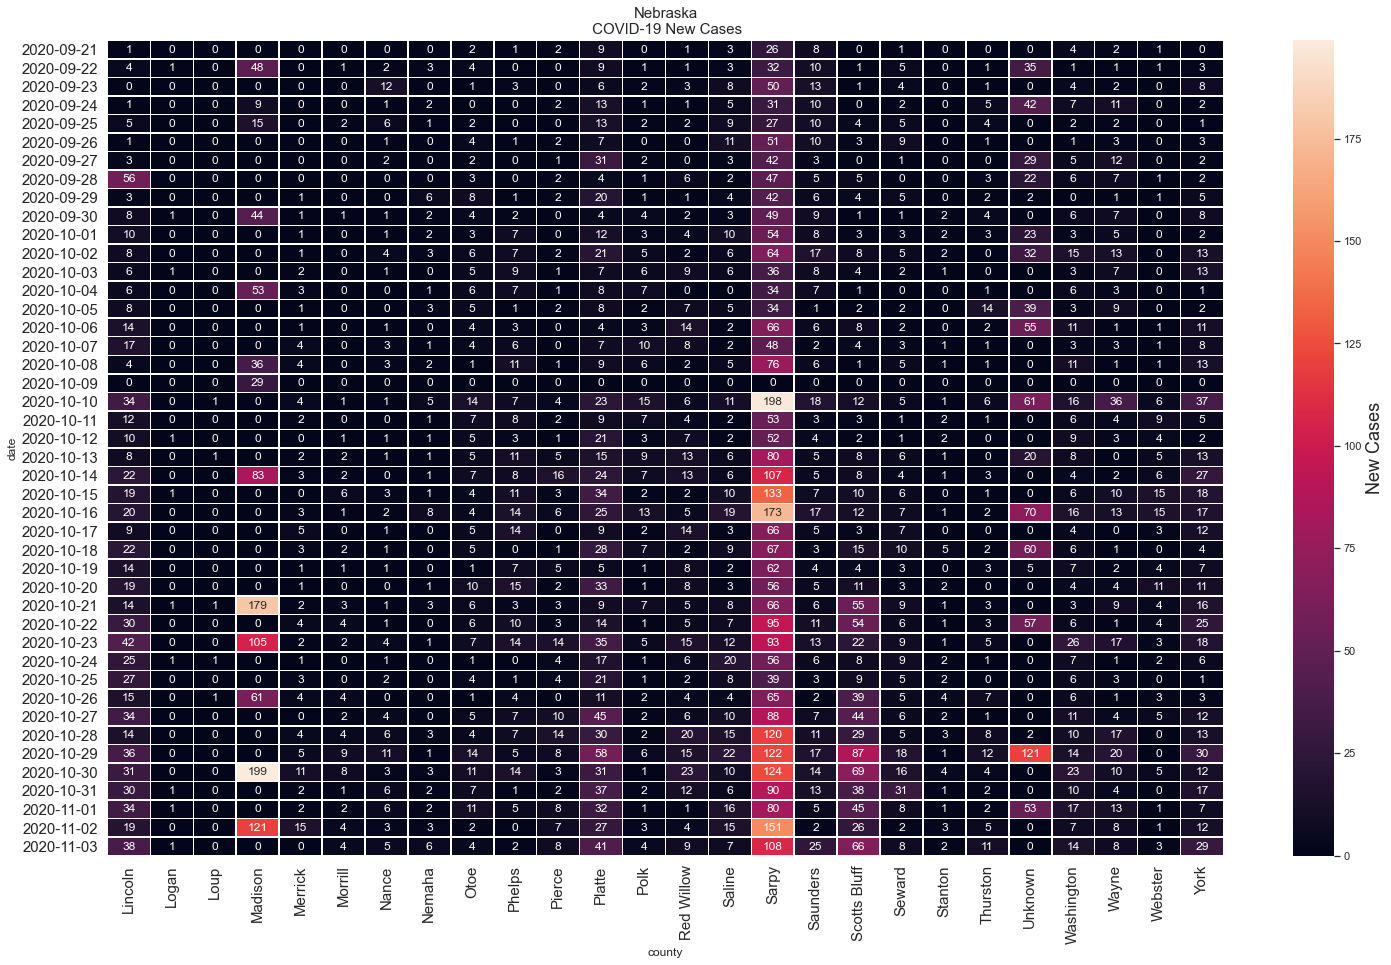 Nebraska
COVID-19 New Cases
2020-09-21 1 0 0 0 0 0 0 0 2 1 2 9 0 1 3 26 8 0 1 0 0 0 4 2 1 0
2020-09-22 4 1 0 48 0 1 2 3 4 0 0 9 1 1 3 32 10 1 5 0 1 35 1 1 1 3
2020-09-23 0 0 0 0 0 0 12 0 1 3 0 6 2 3 8 50 13 1 4 0 1 0 4 2 0 8
2020-09-24 1 0 0 9 0 0 1 2 0 0 2 13 1 1 5 31 10 0 2 0 5 42 7 11 0 2
2020-09-25 5 0 0 15 0 2 6 1 2 0 0 13 2 2 9 27 10 4 5 0 4 0 2 2 0 1
2020-09-26 1 0 0 0 0 0 1 0 4 1 2 7 0 0 11 51 10 3 9 0 1 0 1 3 0 3
2020-09-27 3 0 0 0 0 0 2 0 2 0 1 31 2 0 3 42 3 0 1 0 0 29 5 12 0 2
2020-09-28 56 0 0 0 0 0 0 0 3 0 2 4 1 6 2 47 5 5 0 0 3 22 6 7 1 2
2020-09-29 3 0 0 0 1 0 0 6 8 1 2 20 1 1 4 42 6 4 5 0 2 2 0 1 1 5
2020-09-30 8 1 0 44 1 1 1 2 4 2 0 4 4 2 3 49 9 1 1 2 4 0 6 7 0 8
2020-10-01 10 0 0 0 1 0 1 2 3 7 0 12 3 4 10 54 8 3 3 2 3 23 3 5 0 2
2020-10-02 8 0 0 0 1 0 4 3 6 7 2 21 5 2 6 64 17 8 5 2 0 32 15 13 0 13
2020-10-03 6 1 0 0 2 0 1 0 5 9 1 7 6 9 6 36 8 4 2 1 0 0 3 7 0 13
2020-10-04 6 0 0 53 3 0 0 1 6 7 1 8 7 0 0 34 7 1 0 0 1 0 6 3 0 1
2020-10-05 8 0 0 0 1 0 0 3 5 1 2 8 2 7 5 34 1 2 2 0 14 39 3 9 0 2
2020-10-06 14 0 0 0 1 0 1 0 4 3 0 4 3 14 2 66 6 8 2 0 2 55 11 1 1 11
2020-10-07 17 0 0 0 4 0 3 1 4 6 0 7 10 8 2 48 2 4 3 1 1 0 3 3 1 8
2020-10-08 4 0 0 36 4 0 3 2 1 11 1 9 6 2 5 76 6 1 5 1 1 0 11 1 1 13
2020-10-09 0 0 0 29 0 0 0 0 0 0 0 0 0 0 0 0 0 0 0 0 0 0 0 0 0 0
2020-10-10 34 0 1 0 4 1 1 5 14 7 4 23 15 6 11 198 18 12 5 1 6 61 16 36 6 37
2020-10-11 12 0 0 0 2 0 0 1 7 8 2 9 7 4 2 53 3 3 1 2 1 0 6 4 9 5
2020-10-12 10 1 0 0 0 1 1 1 5 3 1 21 3 7 2 52 4 2 1 2 0 0 9 3 4 2
2020-10-13 8 0 1 0 2 2 1 1 5 11 5 15 9 13 6 80 5 8 6 1 0 20 8 0 5 13
2020-10-14 22 0 0 83 3 2 0 1 7 8 16 24 7 13 6 107 5 8 4 1 3 0 4 2 6 27
2020-10-15 19 1 0 0 0 6 3 1 4 11 3 34 2 2 10 133 7 10 6 0 1 0 6 10 15 18
2020-10-16 20 0 0 0 3 1 2 8 4 14 6 25 13 5 19 173 17 12 7 1 2 70 16 13 15 17
2020-10-17 9 0 0 0 5 0 1 0 5 14 0 9 2 14 0 66 5 3 7 0 0 0 4 0 3 12
2020-10-18 22 0 0 0 3 2 1 0 5 0 1 28 7 2 9 67 3 15 10 5 2 60 6 1 0 4
2020-10-19 14 0 0 0 1 1 1 0 1 7 5 5 1 8 2 62 4 4 3 0 3 5 7 2 4 7
2020-10-20 19 0 0 0 1 0 0 1 10 15 2 33 1 8 3 56 5 11 3 2 0 0 4 4 11 11
2020-10-21 14 1 1 179 2 3 1 3 6 3 3 9 7 5 8 66 6 55 9 1 3 0 3 9 4 16
2020-10-22 30 0 0 0 4 4 1 0 6 10 3 14 1 5 7 95 11 54 6 1 3 57 6 1 4 25
2020-10-23 42 0 0 105 2 2 4 1 7 14 14 35 5 15 12 93 13 22 9 1 5 0 26 17 3 18
2020-10-24 25 1 1 0 1 0 1 0 1 0 4 17 1 6 20 56 6 8 9 2 1 0 7 1 2 6
2020-10-25 27 0 0 0 3 0 2 0 4 1 4 21 1 2 8 39 3 9 5 2 0 0 6 3 0 1
2020-10-26 15 0 1 61 4 4 0 0 1 4 0 11 2 4 4 65 2 39 5 4 7 0 6 1 3 3
2020-10-27 34 0 0 0 0 2 4 0 5 7 10 45 2 6 10 88 7 44 6 2 1 0 11 4 5 12
2020-10-28 14 0 0 0 4 4 6 3 4 7 14 30 2 20 15 120 11 29 5 3 8 2 10 17 0 13
2020-10-29 36 0 0 0 5 9 11 1 14 5 8 58 6 15 22 122 17 87 18 1 12 121 14 20 0 30
2020-10-30 31 0 0 199 11 8 3 3 11 14 3 31 1 23 10 124 14 69 16 4 4 0 23 10 5 12
2020-10-31 30 1 0 0 2 1 6 2 7 1 2 37 2 12 6 90 13 38 31 1 2 0 10 4 0 17
2020-11-01 34 1 0 0 2 2 6 2 11 5 8 32 1 1 16 80 5 45 8 1 2 53 17 13 1 7
2020-11-02 19 0 0 121 15 4 3 3 2 0 7 27 3 4 15 151 2 26 2 3 5 0 7 8 1 12
2020-11-03 38 1 0 0 0 4 5 6 4 2 8 41 4 9 7 108 25 66 8 2 11 0 14 8 3 29
Lincoln Logan Loup Madison Merrick Morrill Nance Nemaha Otoe Phelps Pierce Platte Polk Red Willow Saline Sarpy Saunders Scotts Bluff Seward Stanton Thurston Unknown Washington Wayne Webster York
county
date
175
150
125
100
75
50
25
0
New Cases